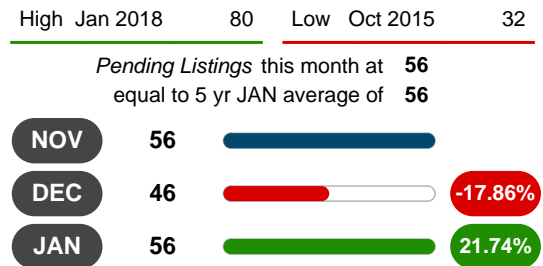 High Jan 2018 80 Low Oct 2015 32
Pending Listings this month at 56
equal to 5 yr JAN average of 56
NOV 56
DEC 46 -17.86%
JAN 56 21.74%